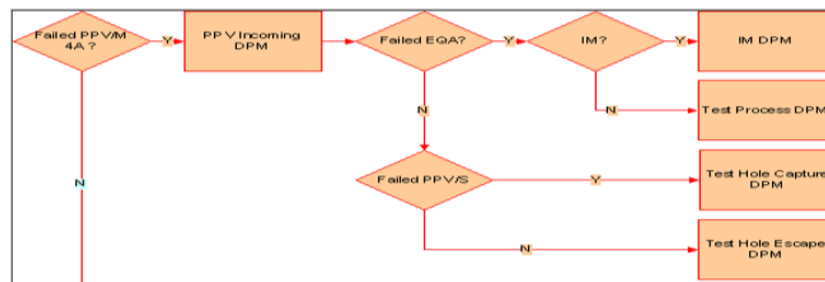 Failed PPV/M
4A ?
Y
PPV Incoming
DPM
Failed EQA?
Y
IM?
Y
IM DPM
N
Test Process DPM
N
N
Failed PPV/S
Y
Test Hole Capture
DPM
N
Test Hole Escape
DPM